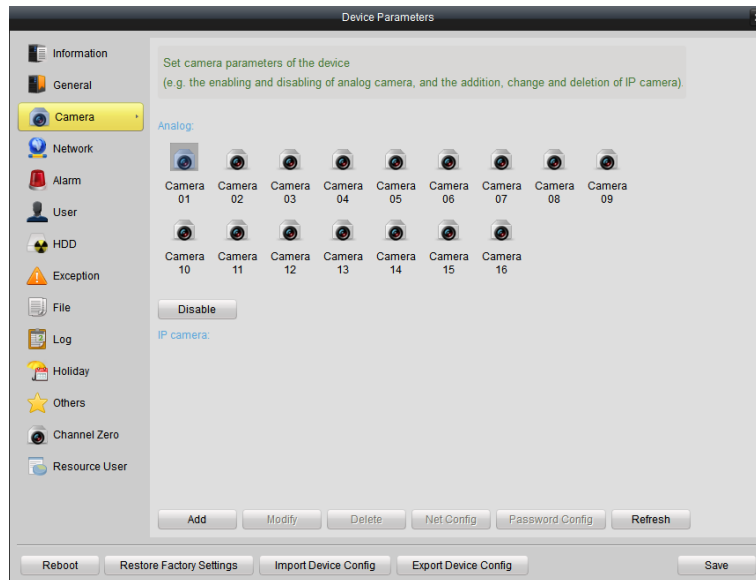 Device Parameters
Information
General
Camera
Network
Alarm
User
HDD
Exception
File
Log
Holiday
Others
Channel Zero
Resource User
Set camera parameters of the device
(e.g. the enabling and disabling of analog camera, and the addition, change and deletion of IP camera)
Analog:
Camera 01
Camera 02
Camera 03
Camera 04
Camera 05
Camera 06
Camera 07
Camera 08
Camera 09
Camera 10
Camera 11
Camera 12
Camera 13
Camera 14
Camera 15
Camera 16
Disable
IP camera:
Add
Modify
Delete
Net Config
Password Config
Refresh
Reboot
Restore Factory Settings
Import Device Config
Export Device Config
Save